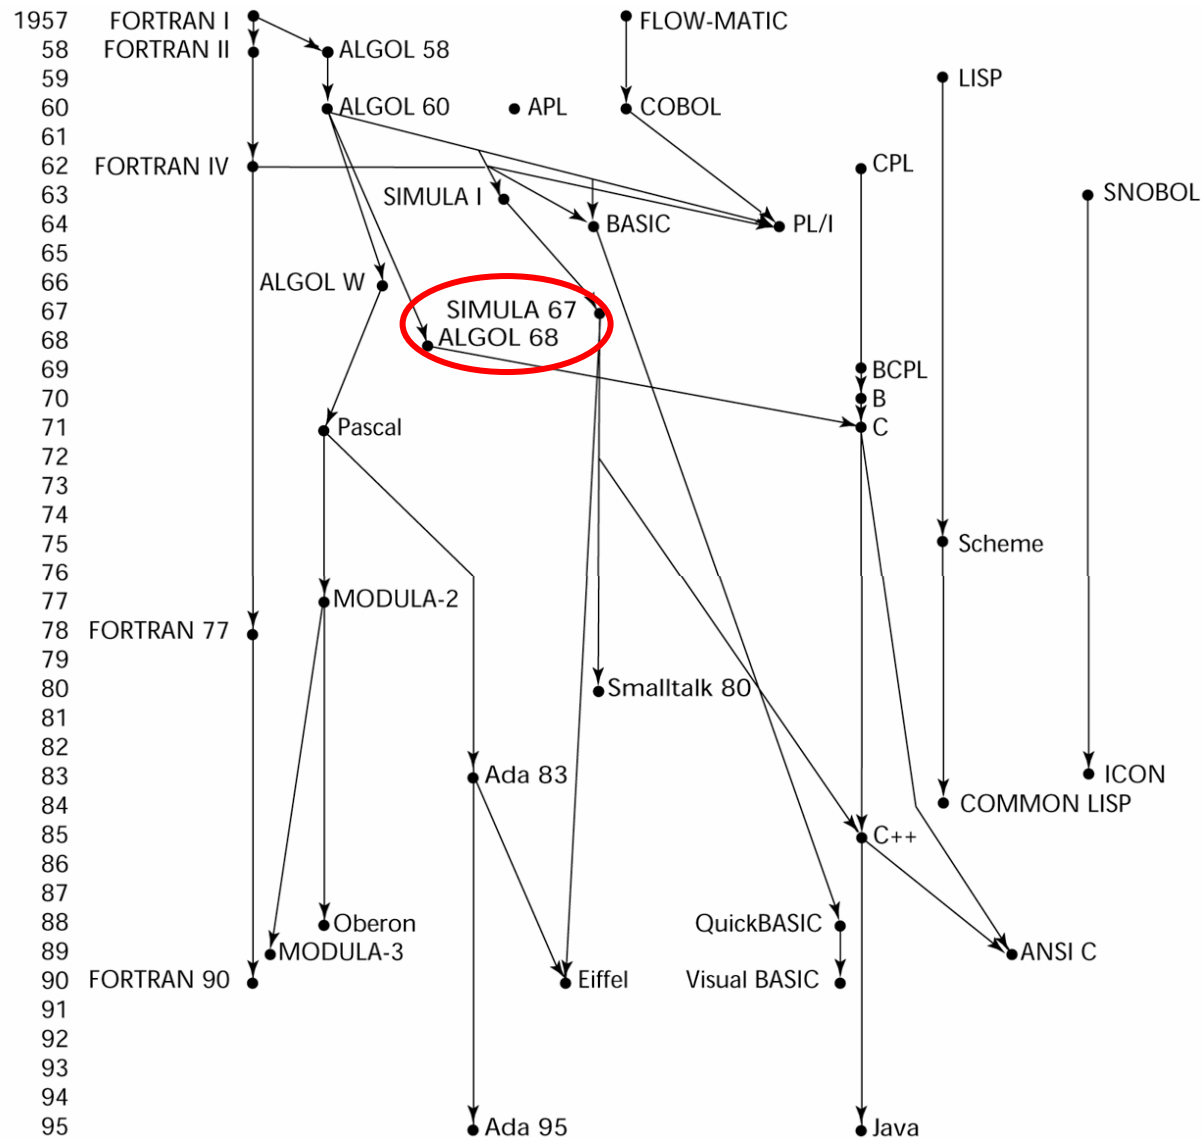 1957 FORTRAN I FLOW-MATIC
58 FORTRAN II ALGOL 58
59 LISP
60 ALGOL 60 APL COBOL
61
62 FORTRAN IV CPL
63 SIMULA I SNOBOL
64 BASIC PL/I
65
66 ALGOL W
67 SIMULA 67
68 ALGOL 68
69 BCPL
70 B
71 Pascal C
72
73
74
75 Scheme
76
77 MODULA-2
78 FORTRAN 77
79
80 Smalltalk 80
81
82
83 Ada 83 ICON
84 COMMON LISP
85 C++
86
87
88 Oberon QuickBASIC
89 MODULA-3 ANSI C
90 FORTRAN 90 Eiffel Visual BASIC
91
92
93
94
95 Ada 95 Java